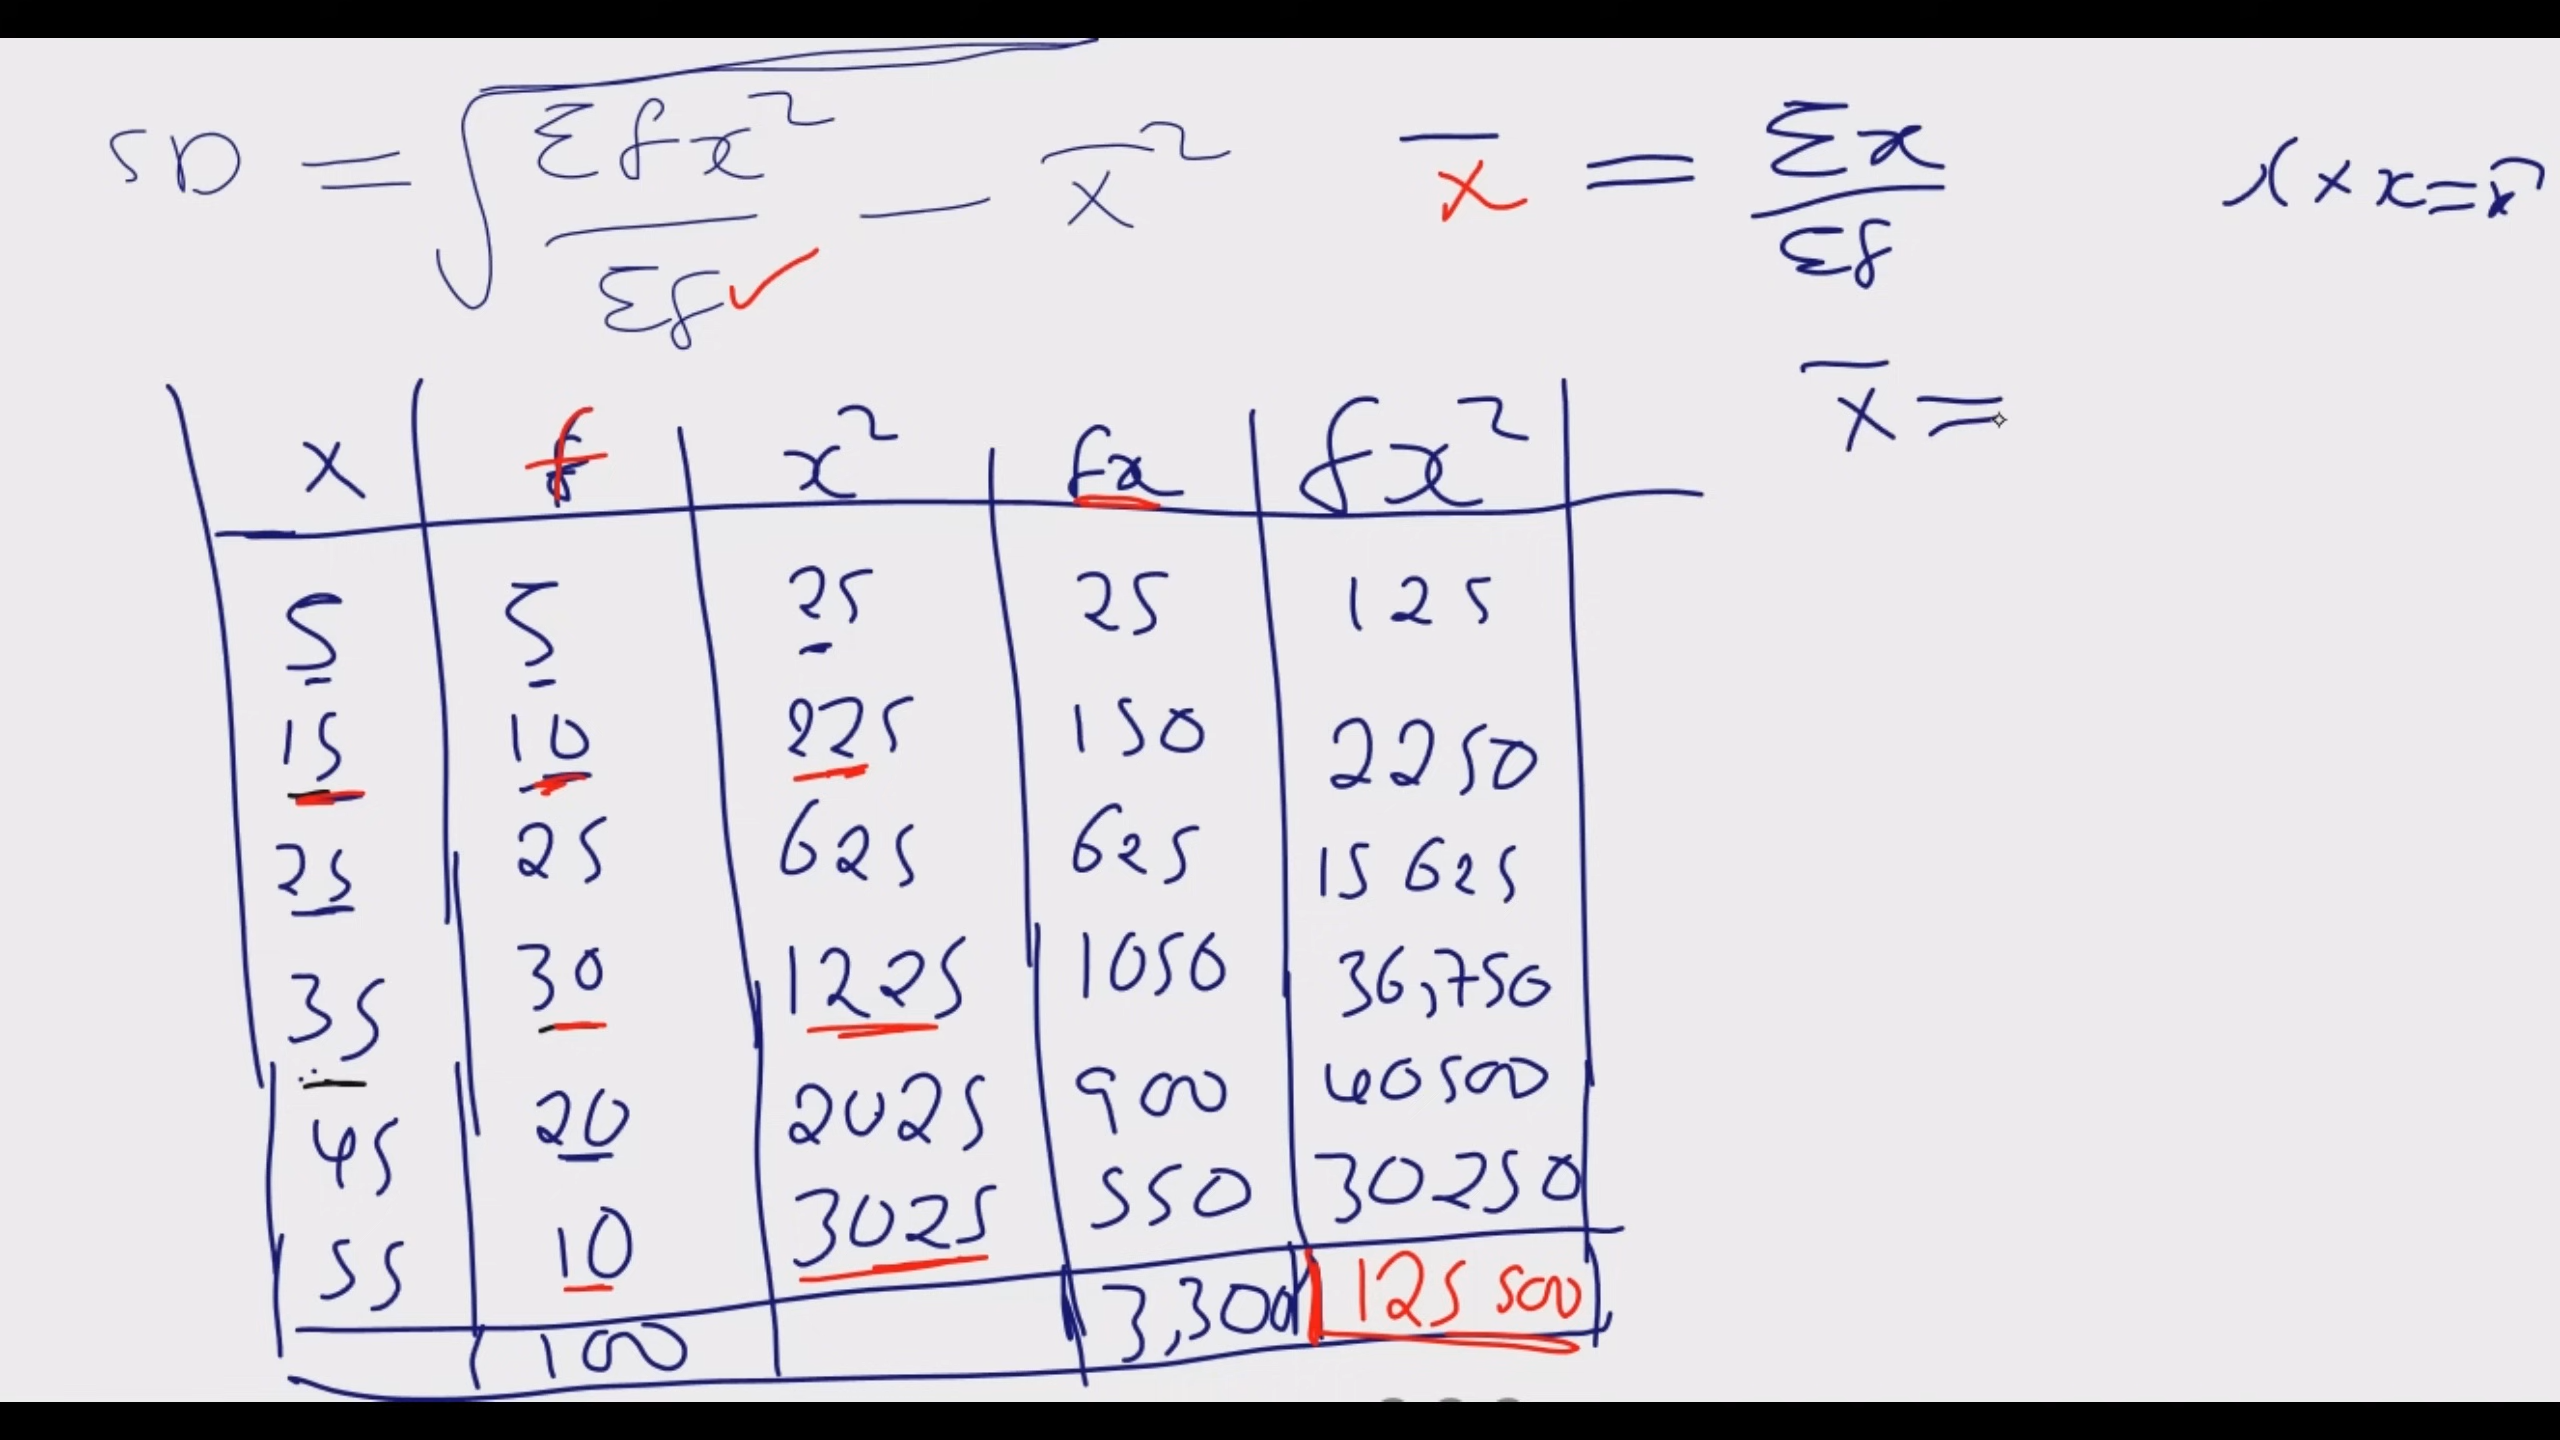 SD = √ Σfx² / Σf ✓ − x̄²
x̄ = Σx / Σf
x̄ =
x f x² fx fx²
5 5 25 25 125
15 10 225 150 2250
25 25 625 625 15625
35 30 1225 1050 36,750
45 20 2025 900 40500
55 10 3025 550 30250
100 3,300 125500